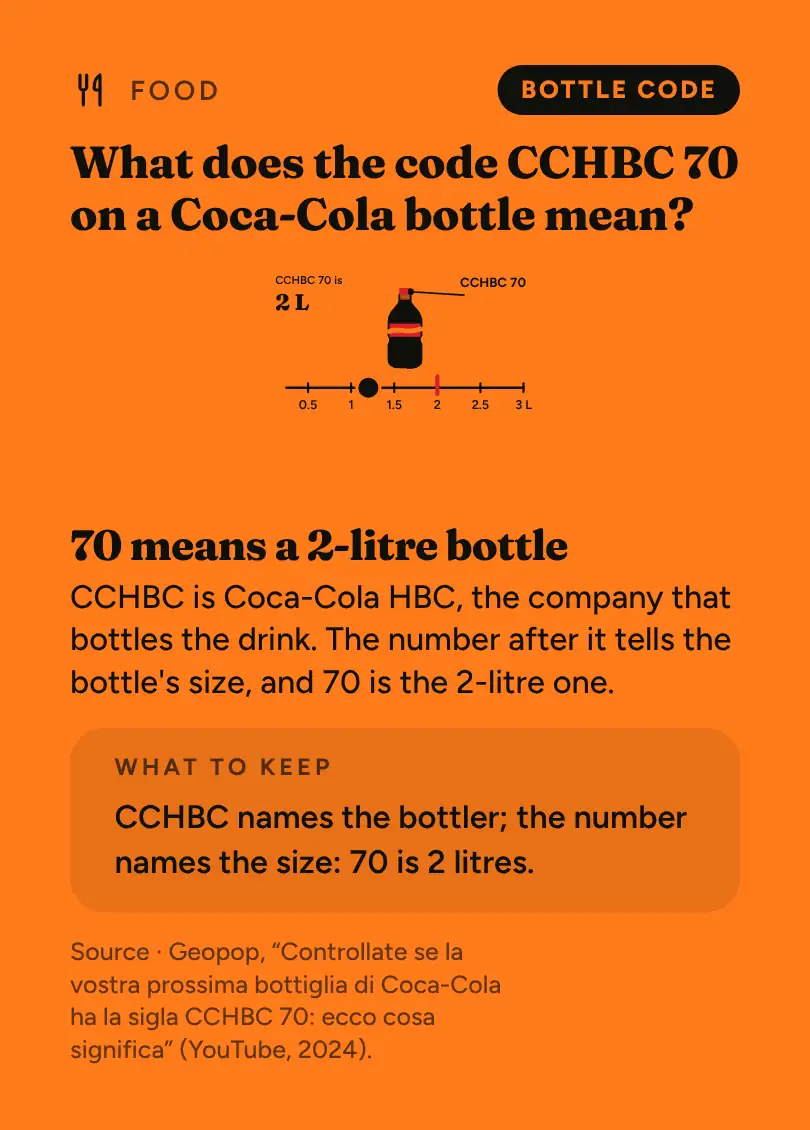 FOOD
BOTTLE CODE
What does the code CCHBC 70
on a Coca-Cola bottle mean?
CCHBC 70 is
2 L
CCHBC 70
0.5 1 1.5 2 2.5 3 L
70 means a 2-litre bottle
CCHBC is Coca-Cola HBC, the company that
bottles the drink. The number after it tells the
bottle's size, and 70 is the 2-litre one.
WHAT TO KEEP
CCHBC names the bottler; the number
names the size: 70 is 2 litres.
Source · Geopop, “Controllate se la
vostra prossima bottiglia di Coca-Cola
ha la sigla CCHBC 70: ecco cosa
significa” (YouTube, 2024).